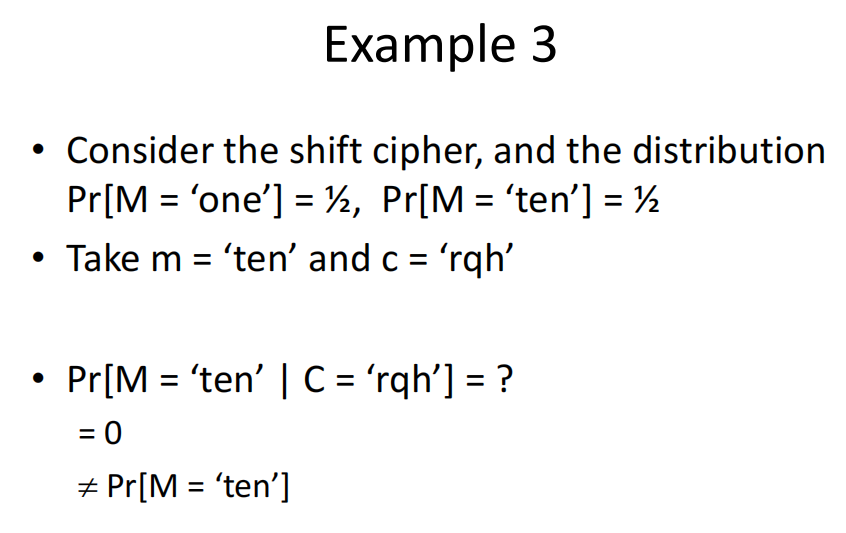 Example 3
• Consider the shift cipher, and the distribution
Pr[M = ‘one’] = ½, Pr[M = ‘ten’] = ½
• Take m = ‘ten’ and c = ‘rqh’
• Pr[M = ‘ten’ | C = ‘rqh’] = ?
= 0
≠ Pr[M = ‘ten’]